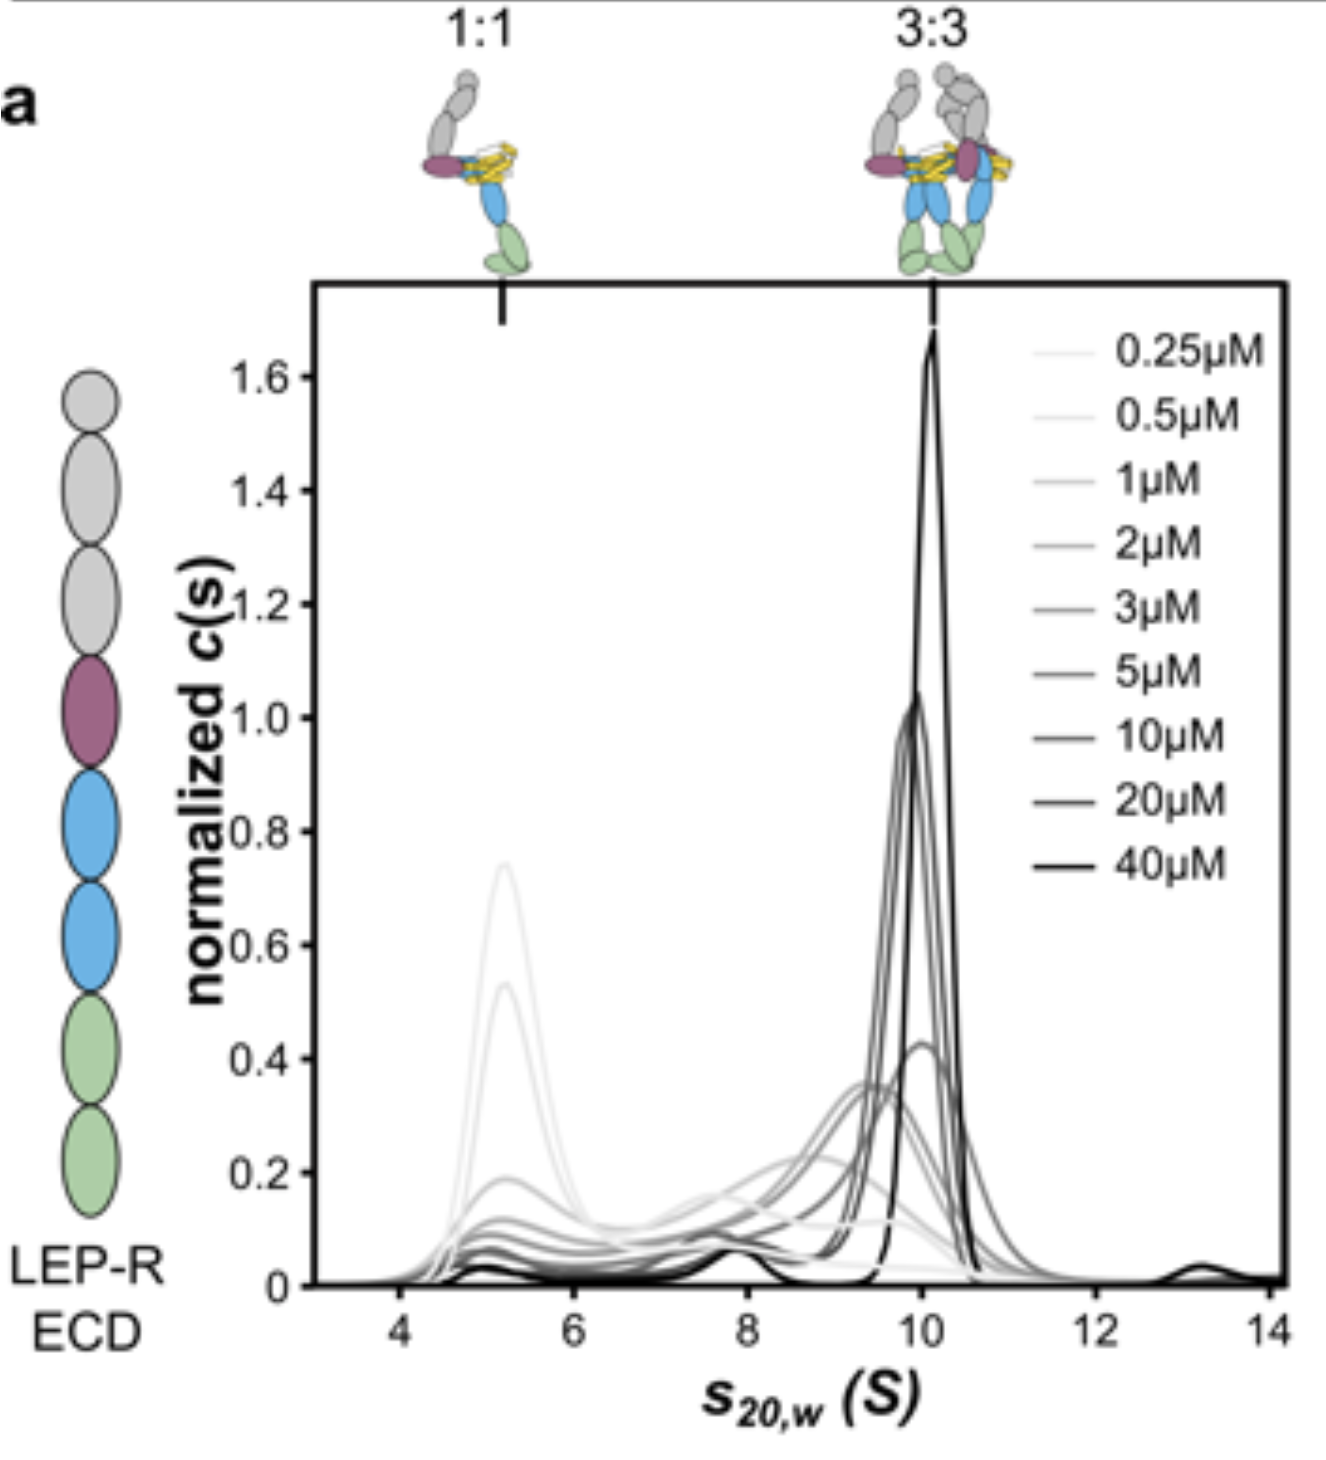 1:1
3:3
a
0.25µM
0.5µM
1µM
2µM
3µM
5µM
10µM
20µM
40µM
1.6
1.4
1.2
1.0
0.8
0.6
0.4
0.2
0
normalized c(s)
4 6 8 10 12 14
s20,w (S)
LEP-R
ECD